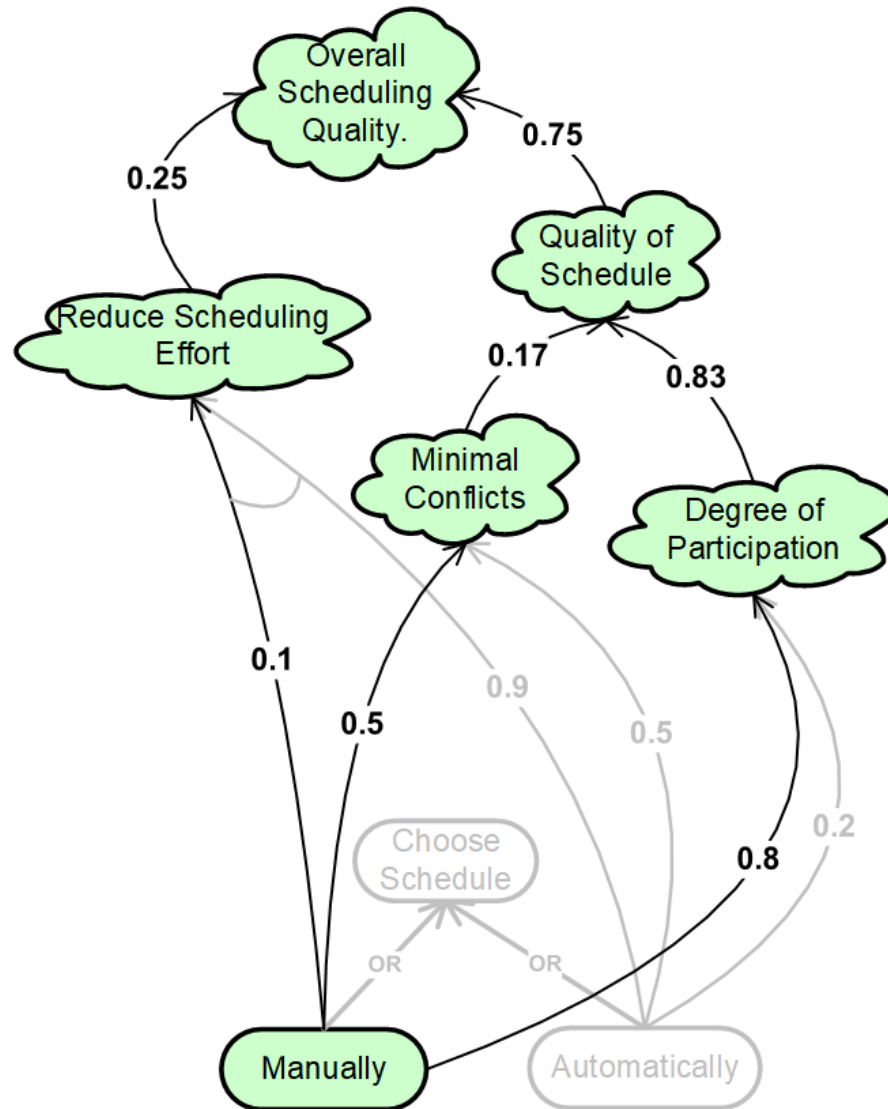 Overall
Scheduling
Quality.
0.75
0.25
Quality of
Schedule
Reduce Scheduling
Effort
0.17
0.83
Minimal
Conflicts
Degree of
Participation
0.1
0.9
0.5
0.5
0.2
Choose
Schedule
0.8
OR
OR
Manually
Automatically